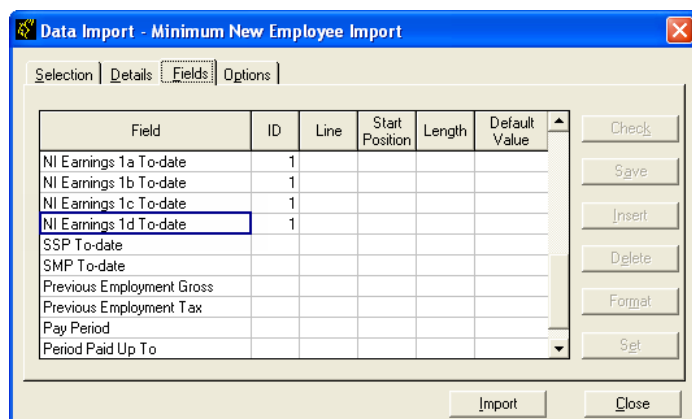 Data Import - Minimum New Employee Import
Selection Details Fields Options
Field ID Line Start Position Length Default Value
NI Earnings 1a To-date 1
NI Earnings 1b To-date 1
NI Earnings 1c To-date 1
NI Earnings 1d To-date 1
SSP To-date
SMP To-date
Previous Employment Gross
Previous Employment Tax
Pay Period
Period Paid Up To
Check
Save
Insert
Delete
Format
Set
Import Close